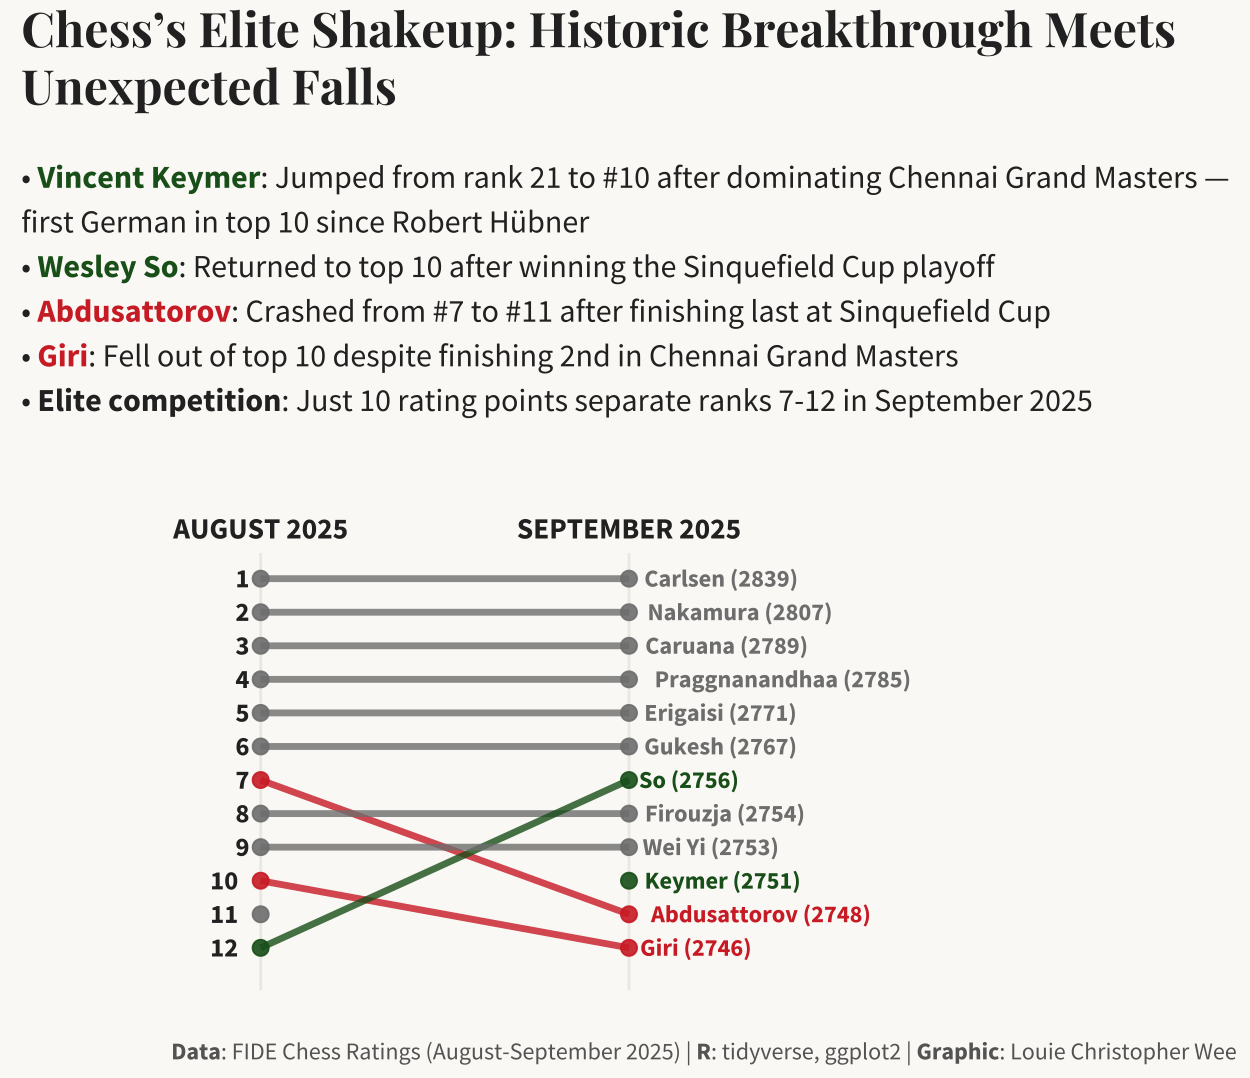 Chess’s Elite Shakeup: Historic Breakthrough Meets
Unexpected Falls
• Vincent Keymer: Jumped from rank 21 to #10 after dominating Chennai Grand Masters —
first German in top 10 since Robert Hübner
• Wesley So: Returned to top 10 after winning the Sinquefield Cup playoff
• Abdusattorov: Crashed from #7 to #11 after finishing last at Sinquefield Cup
• Giri: Fell out of top 10 despite finishing 2nd in Chennai Grand Masters
• Elite competition: Just 10 rating points separate ranks 7-12 in September 2025
AUGUST 2025 SEPTEMBER 2025
1 Carlsen (2839)
2 Nakamura (2807)
3 Caruana (2789)
4 Praggnanandhaa (2785)
5 Erigaisi (2771)
6 Gukesh (2767)
7 So (2756)
8 Firouzja (2754)
9 Wei Yi (2753)
10 Keymer (2751)
11 Abdusattorov (2748)
12 Giri (2746)
Data: FIDE Chess Ratings (August-September 2025) | R: tidyverse, ggplot2 | Graphic: Louie Christopher Wee